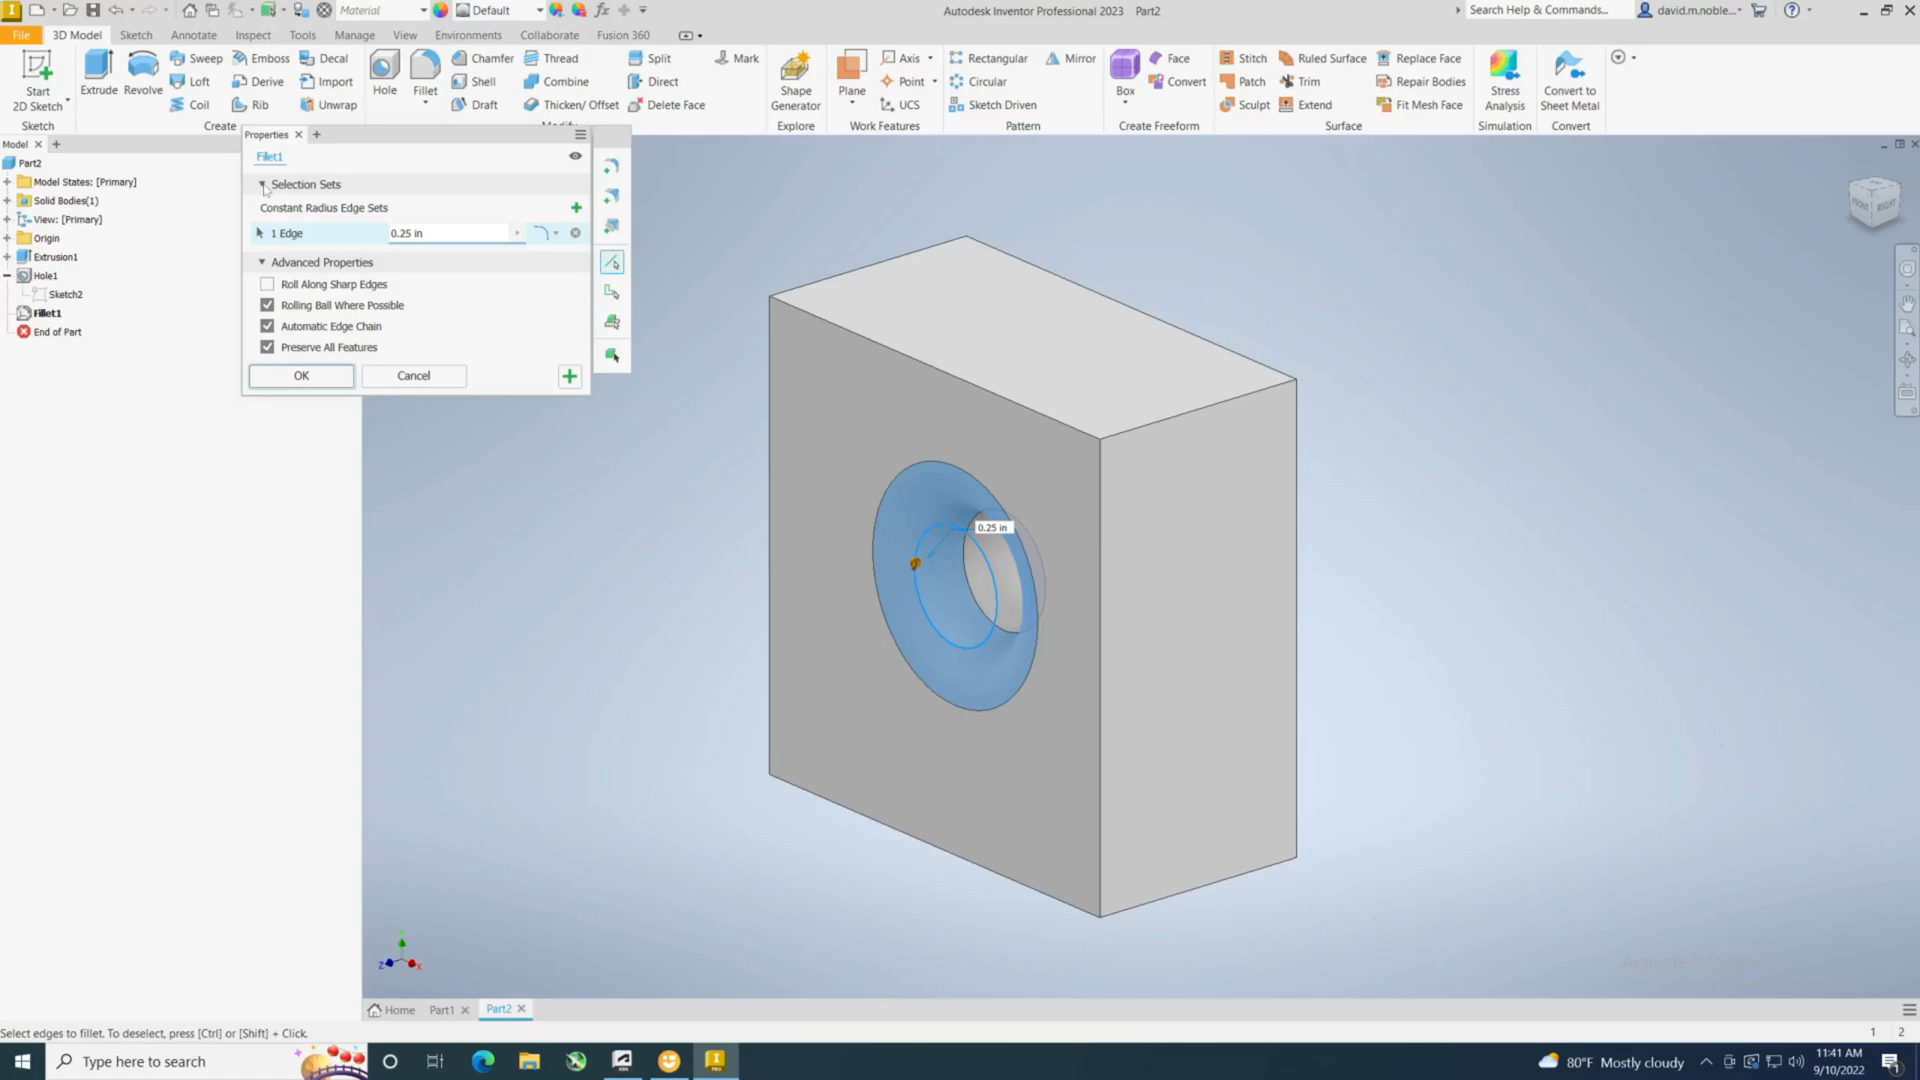 Material
Default
Autodesk Inventor Professional 2023 Part2
Search Help & Commands...
david.m.noble...
File
3D Model
Sketch
Annotate
Inspect
Tools
Manage
View
Environments
Collaborate
Fusion 360
Start
2D Sketch
Sketch
Extrude
Revolve
Sweep
Loft
Coil
Emboss
Derive
Rib
Decal
Import
Unwrap
Create
Hole
Fillet
Chamfer
Shell
Draft
Thread
Combine
Thicken/ Offset
Split
Direct
Delete Face
Mark
Shape
Generator
Explore
Plane
Axis
Point
UCS
Work Features
Rectangular
Circular
Sketch Driven
Mirror
Pattern
Box
Face
Convert
Create Freeform
Stitch
Patch
Sculpt
Ruled Surface
Trim
Extend
Replace Face
Repair Bodies
Fit Mesh Face
Surface
Stress
Analysis
Simulation
Convert to
Sheet Metal
Convert
Model
Part2
Model States: [Primary]
Solid Bodies(1)
View: [Primary]
Origin
Extrusion1
Hole1
Sketch2
Fillet1
End of Part
Properties
Fillet1
Selection Sets
Constant Radius Edge Sets
1 Edge
0.25 in
Advanced Properties
Roll Along Sharp Edges
Rolling Ball Where Possible
Automatic Edge Chain
Preserve All Features
OK
Cancel
FRONT
RIGHT
0.25 in
Z
X
Home
Part1
Part2
Select edges to fillet. To deselect, press [Ctrl] or [Shift] + Click.
1
2
Type here to search
80°F Mostly cloudy
11:41 AM
9/10/2022